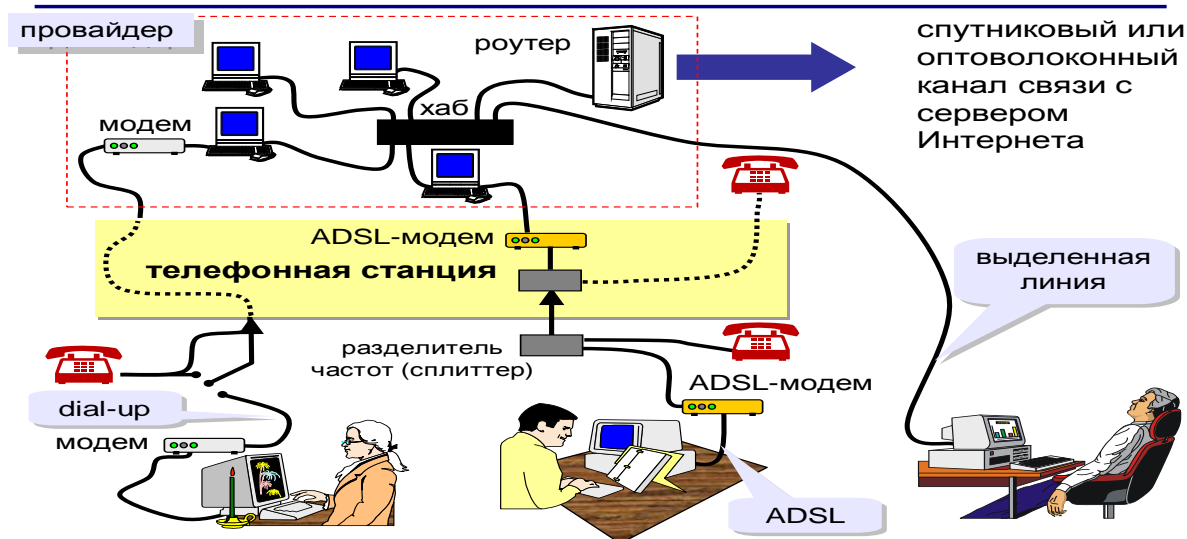 провайдер
роутер
спутниковый или
оптоволоконный
канал связи с
сервером
Интернета
хаб
модем
ADSL-модем
телефонная станция
выделенная
линия
разделитель
частот (сплиттер)
ADSL-модем
dial-up
модем
ADSL